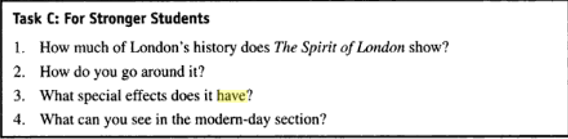 Task C: For Stronger Students
1. How much of London's history does The Spirit of London show?
2. How do you go around it?
3. What special effects does it have?
4. What can you see in the modern-day section?